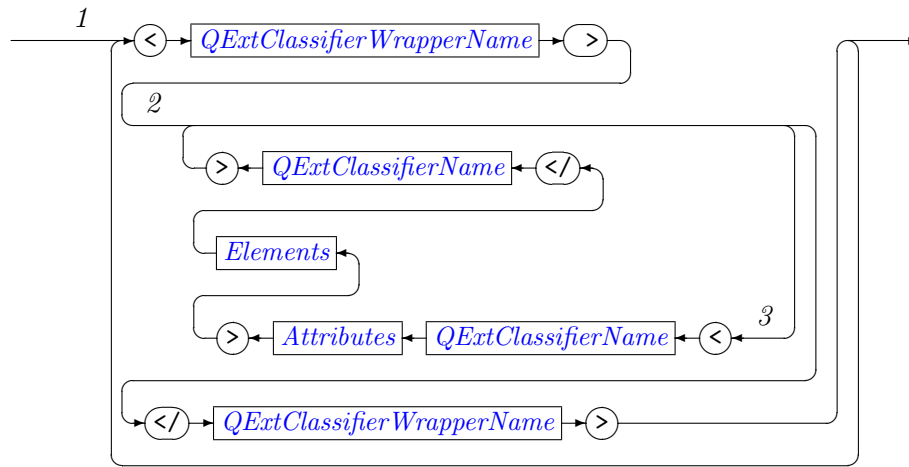 1
< QExtClassifierWrapperName >
2
> QExtClassifierName </
Elements
> Attributes QExtClassifierName < 3
</ QExtClassifierWrapperName >